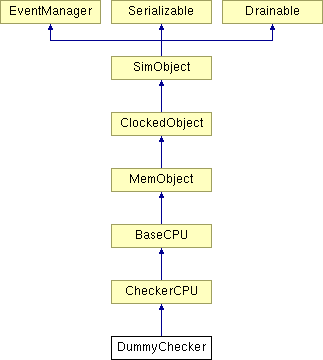 EventManager Serializable Drainable
SimObject
ClockedObject
MemObject
BaseCPU
CheckerCPU
DummyChecker